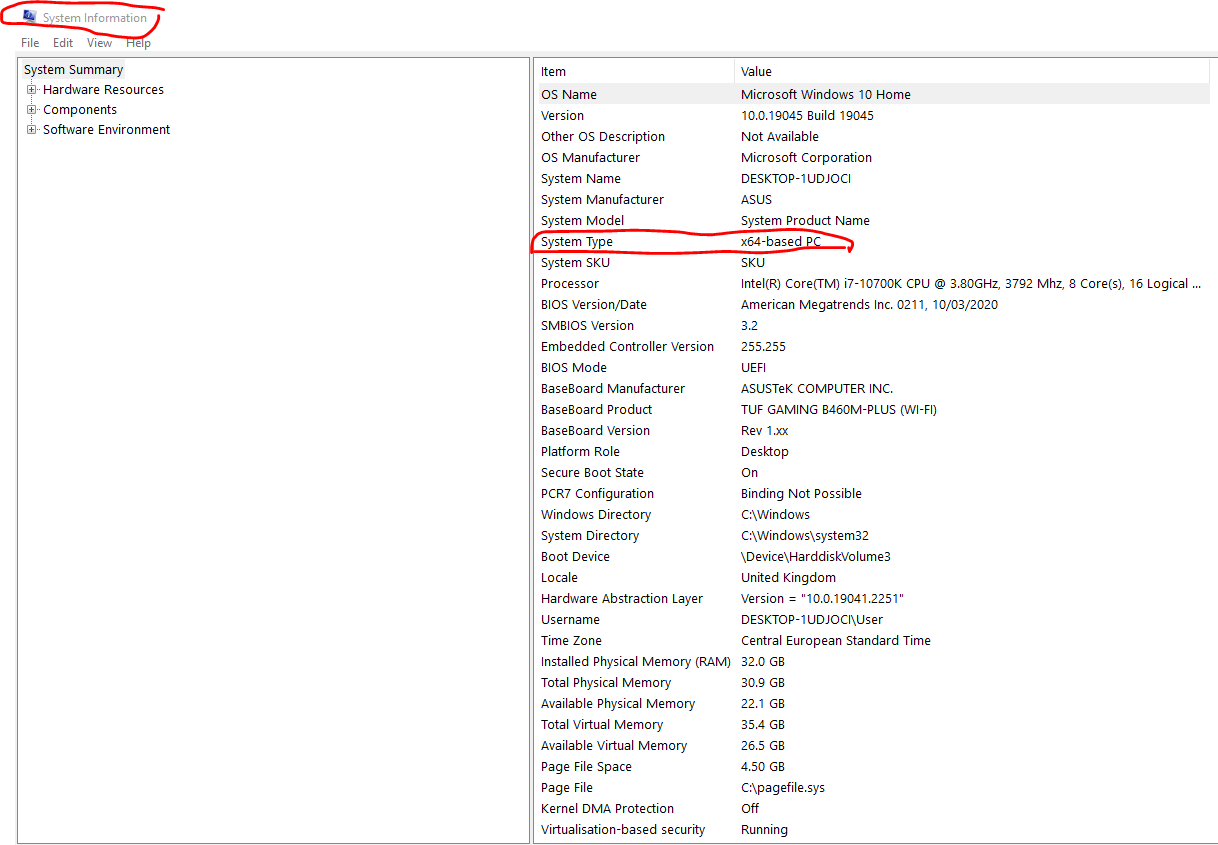 System Information
File Edit View Help
System Summary
Hardware Resources
Components
Software Environment
Item Value
OS Name Microsoft Windows 10 Home
Version 10.0.19045 Build 19045
Other OS Description Not Available
OS Manufacturer Microsoft Corporation
System Name DESKTOP-1UDJOCI
System Manufacturer ASUS
System Model System Product Name
System Type x64-based PC
System SKU SKU
Processor Intel(R) Core(TM) i7-10700K CPU @ 3.80GHz, 3792 Mhz, 8 Core(s), 16 Logical ...
BIOS Version/Date American Megatrends Inc. 0211, 10/03/2020
SMBIOS Version 3.2
Embedded Controller Version 255.255
BIOS Mode UEFI
BaseBoard Manufacturer ASUSTeK COMPUTER INC.
BaseBoard Product TUF GAMING B460M-PLUS (WI-FI)
BaseBoard Version Rev 1.xx
Platform Role Desktop
Secure Boot State On
PCR7 Configuration Binding Not Possible
Windows Directory C:\Windows
System Directory C:\Windows\system32
Boot Device \Device\HarddiskVolume3
Locale United Kingdom
Hardware Abstraction Layer Version = "10.0.19041.2251"
Username DESKTOP-1UDJOCI\User
Time Zone Central European Standard Time
Installed Physical Memory (RAM) 32.0 GB
Total Physical Memory 30.9 GB
Available Physical Memory 22.1 GB
Total Virtual Memory 35.4 GB
Available Virtual Memory 26.5 GB
Page File Space 4.50 GB
Page File C:\pagefile.sys
Kernel DMA Protection Off
Virtualisation-based security Running